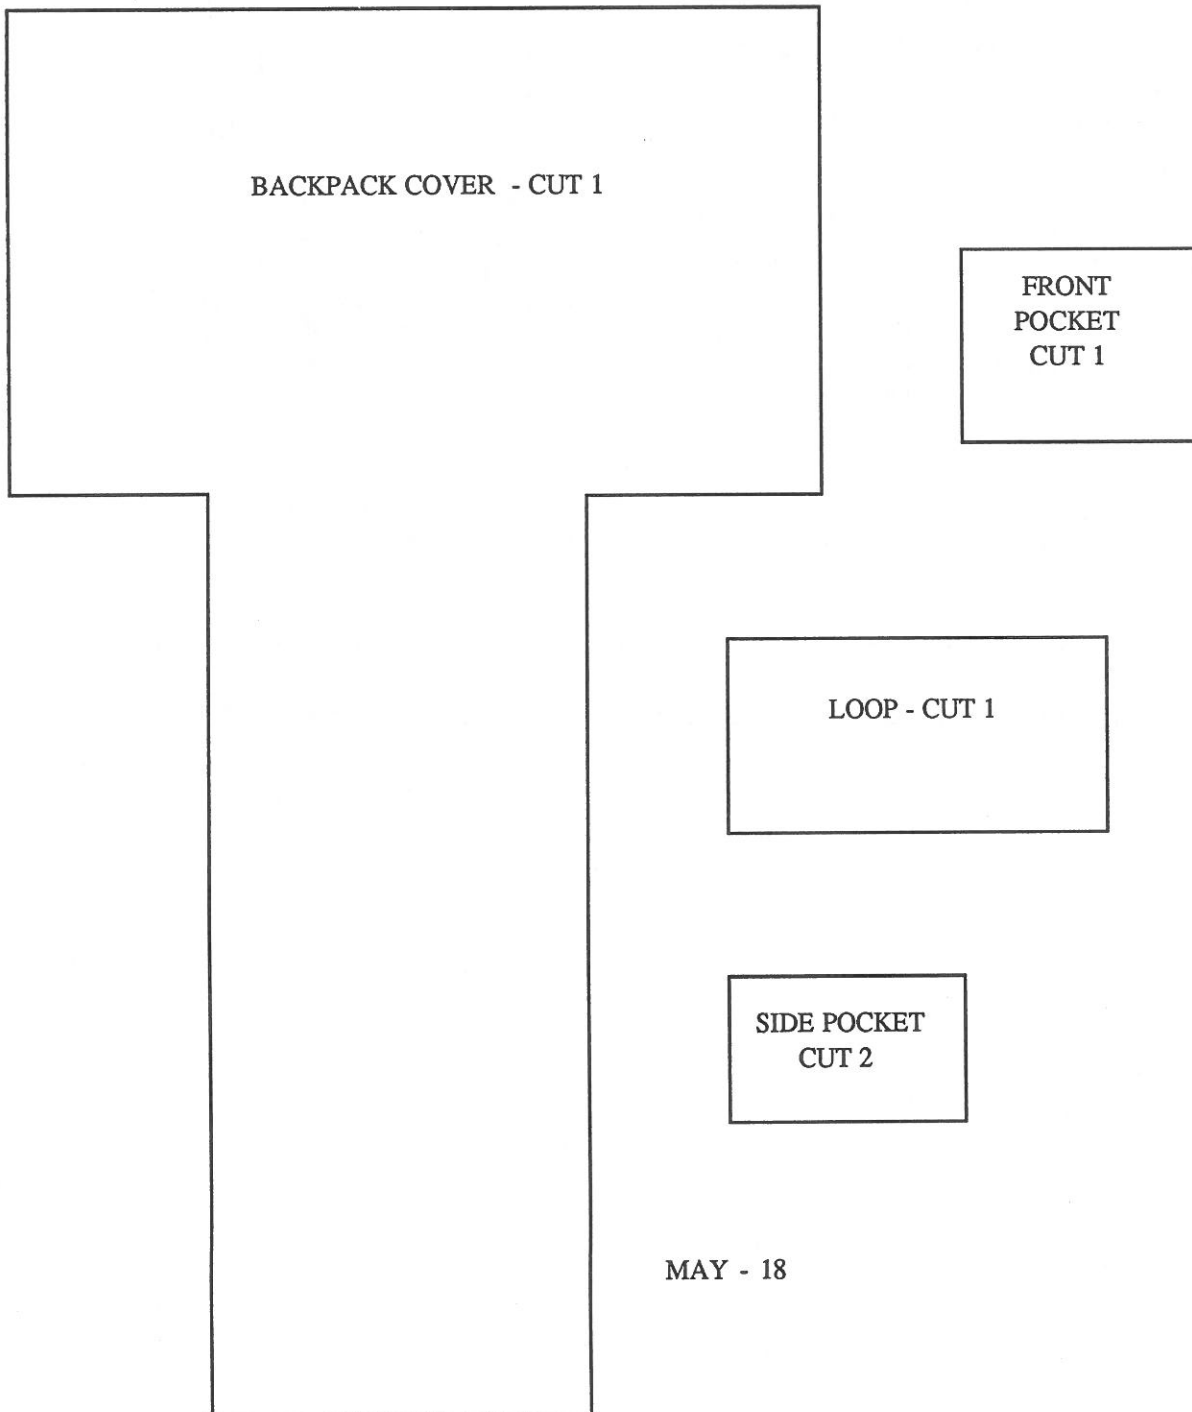 BACKPACK COVER - CUT 1
FRONT
POCKET
CUT 1
LOOP - CUT 1
SIDE POCKET
CUT 2
MAY - 18